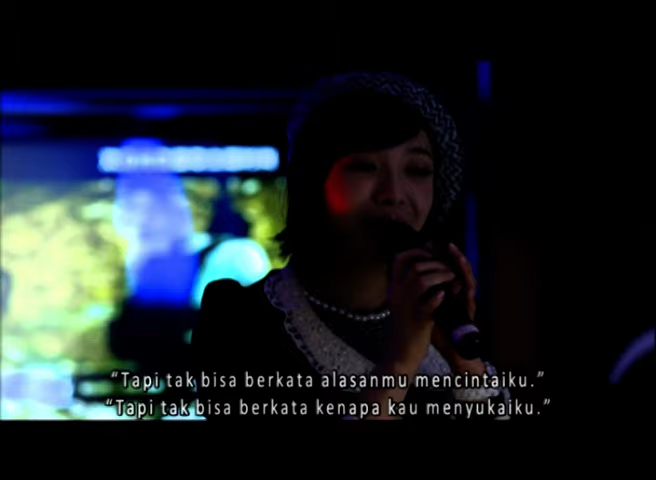 “Tapi tak bisa berkata alasanmu mencintaiku.”
“Tapi tak bisa berkata kenapa kau menyukaiku.”